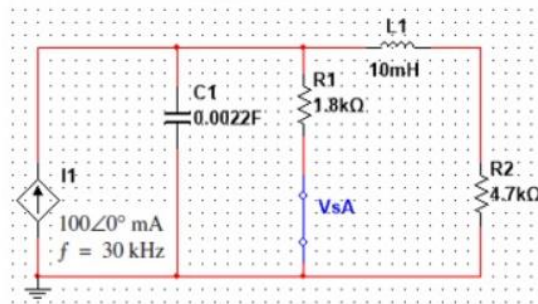 L1
10mH
R1
1.8kΩ
C1
0.0022F
I1
100∠0° mA
f = 30 kHz
VsA
R2
4.7kΩ